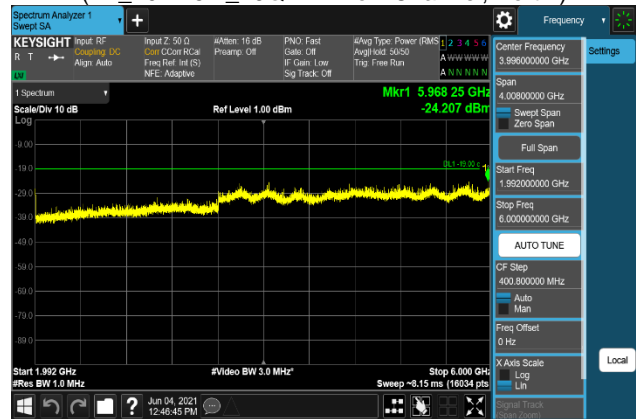 Spectrum Analyzer 1
Swept SA
Frequency
KEYSIGHT
R T
LW
Input: RF
Coupling: DC
Align: Auto
Input Z: 50 Ω
Corr CCorr RCal
Freq Ref: Int (S)
NFE: Adaptive
#Atten: 16 dB
Preamp: Off
PNO: Fast
Gate: Off
IF Gain: Low
Sig Track: Off
#Avg Type: Power (RMS
Avg|Hold: 50/50
Trig: Free Run
1 2 3 4 5 6
A W W W W W
A N N N N N
1 Spectrum
Mkr1 5.968 25 GHz
Scale/Div 10 dB
Ref Level 1.00 dBm
-24.207 dBm
Log
-9.00
-19.0
DL1 -19.00
-29.0
-39.0
-49.0
-59.0
-69.0
-79.0
-89.0
Start 1.992 GHz
#Video BW 3.0 MHz*
Stop 6.000 GHz
#Res BW 1.0 MHz
Sweep ~8.15 ms (16034 pts
Center Frequency
3.996000000 GHz
Settings
Span
4.00800000 GHz
Swept Span
Zero Span
Full Span
Start Freq
1.992000000 GHz
Stop Freq
6.000000000 GHz
AUTO TUNE
CF Step
400.800000 MHz
Auto
Man
Freq Offset
0 Hz
X Axis Scale
Log
Lin
Local
Signal Track
(Span Zoom)
?
Jun 04, 2021
12:46:45 PM